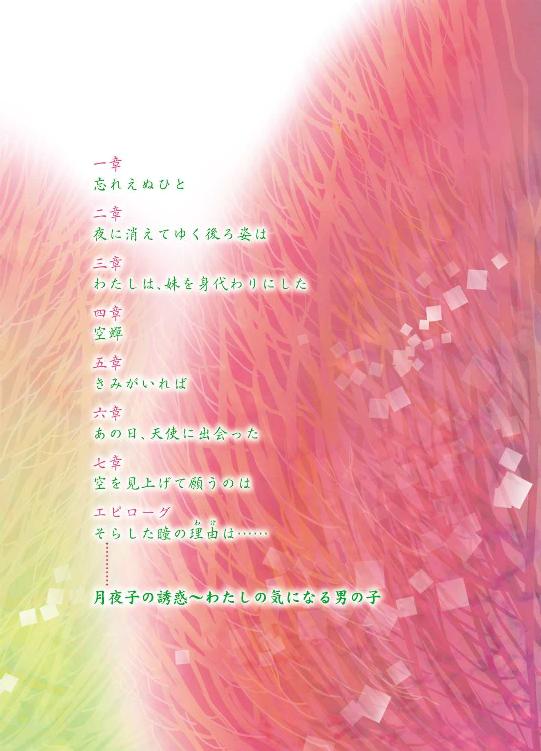 一章
忘れえぬひと
二章
夜に消えてゆく後ろ姿は
三章
わたしは、妹を身代わりにした
四章
空蟬
五章
きみがいれば
六章
あの日、天使に出会った
七章
空を見上げて願うのは
エピローグ
そらした瞳の理由は……
わけ
月夜子の誘惑〜わたしの気になる男の子